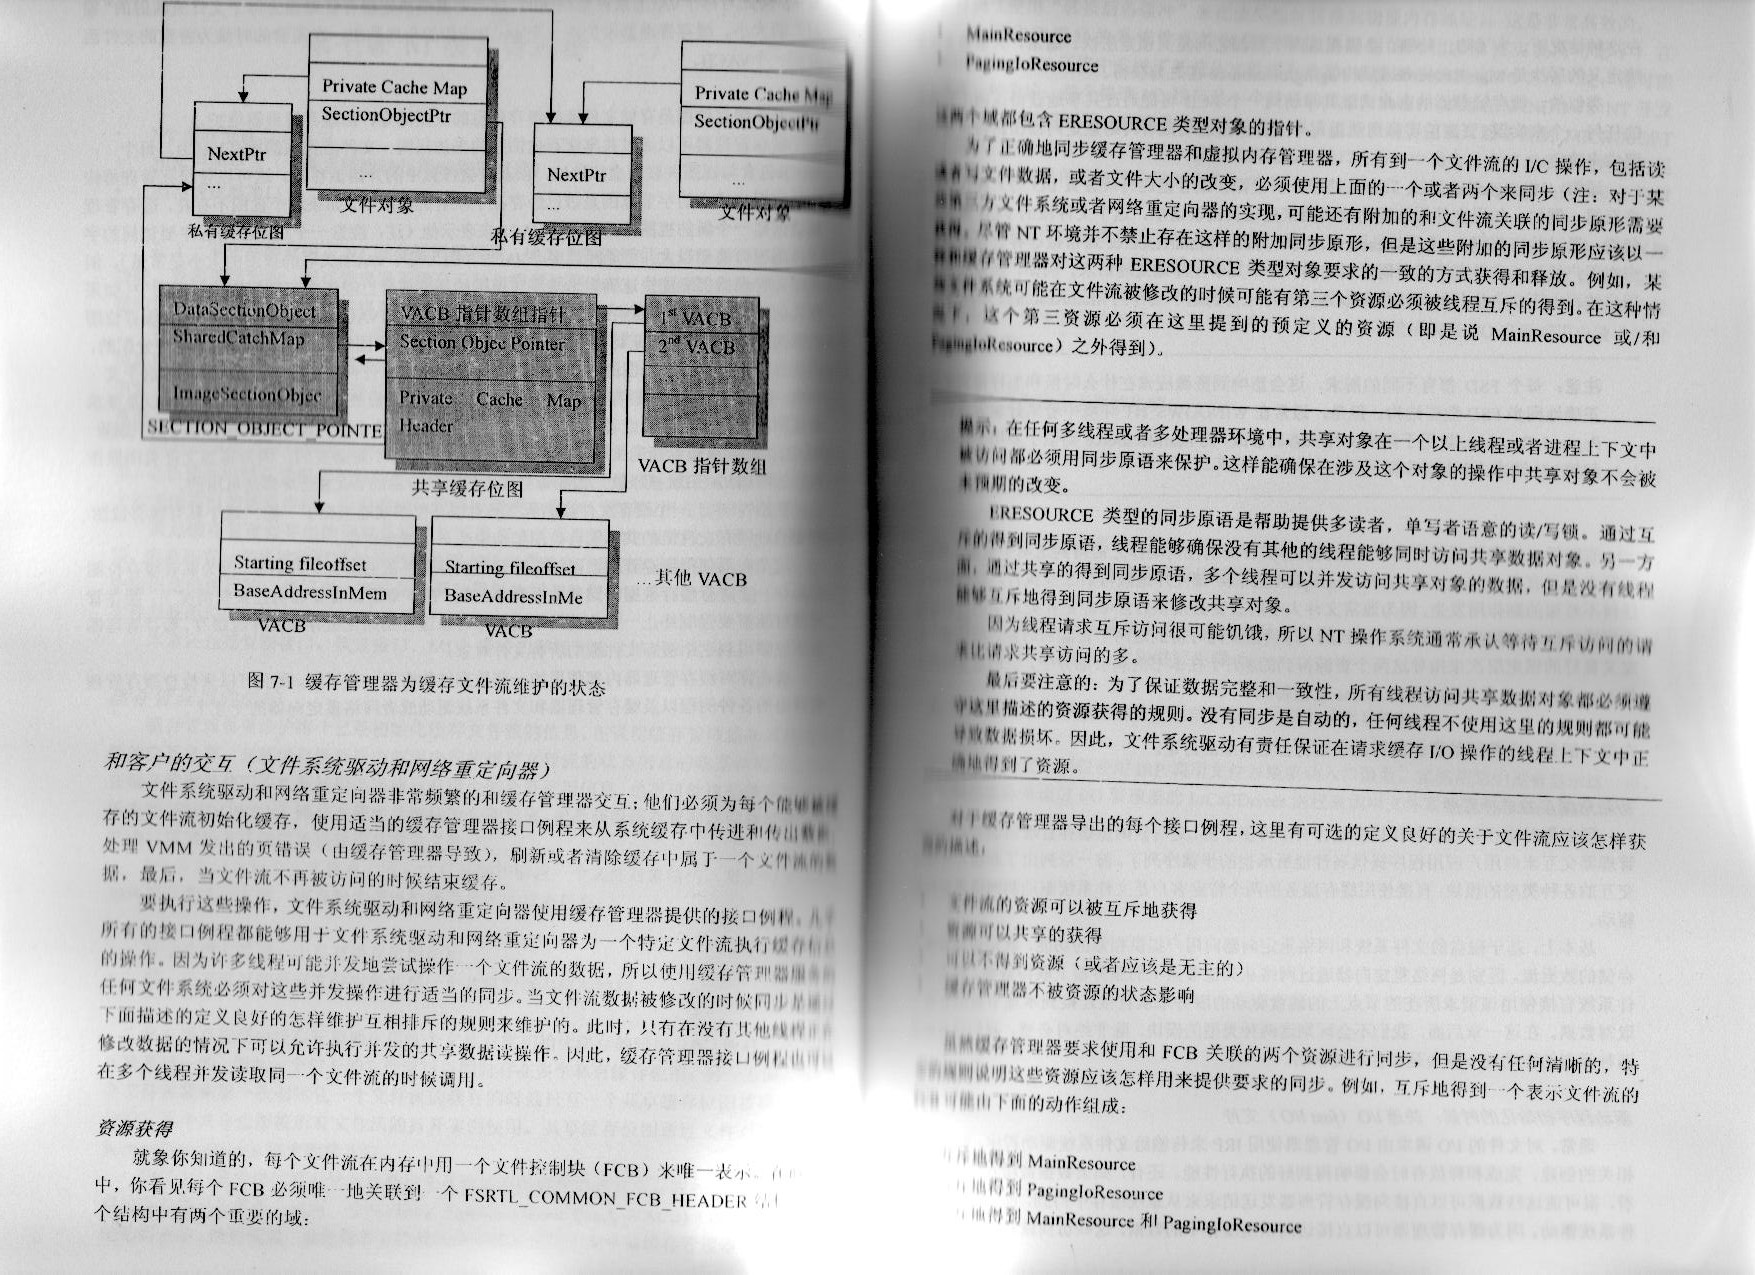 Private Cache Map
SectionObjectPtr
...
文件对象
NextPtr
...
私有缓存位图
NextPtr
...
私有缓存位图
Private Cache Map
SectionObjectPtr
...
文件对象
DataSectionObject
SharedCatchMap
ImageSectionObjec
SECTION_OBJECT_POINTE
VACB 指针数组指针
Section Objec Pointer
Private Cache Map
Header
共享缓存位图
1st VACB
2nd VACB
VACB 指针数组
Starting fileoffset
BaseAddressInMem
VACB
Starting fileoffset
BaseAddressInMe
VACB
...其他 VACB
图 7-1 缓存管理器为缓存文件流维护的状态
和客户的交互（文件系统驱动和网络重定向器）
文件系统驱动和网络重定向器非常频繁的和缓存管理器交互；他们必须为每个能够
存的文件流初始化缓存，使用适当的缓存管理器接口例程来从系统缓存中传进和传出
处理 VMM 发出的页错误（由缓存管理器导致），刷新或者清除缓存中属于一个文件流的
据，最后，当文件流不再被访问的时候结束缓存。
要执行这些操作，文件系统驱动和网络重定向器使用缓存管理器提供的接口例程。
所有的接口例程都能够用于文件系统驱动和网络重定向器为一个特定文件流执行缓存
的操作。因为许多线程可能并发地尝试操作一个文件流的数据，所以使用缓存管理器
任何文件系统必须对这些并发操作进行适当的同步。当文件流数据被修改的时候同步是
下面描述的定义良好的怎样维护互相排斥的规则来维护的。此时，只有在没有其他线程
修改数据的情况下可以允许执行并发的共享数据读操作。因此，缓存管理器接口例程
在多个线程并发读取同一个文件流的时候调用。
资源获得
就象你知道的，每个文件流在内存中用一个文件控制块（FCB）来唯一表示。
中，你看见每个 FCB 必须唯一地关联到一个 FSRTL_COMMON_FCB_HEADER
个结构中有两个重要的域：
MainResource
PagingIoResource
两个域都包含 ERESOURCE 类型对象的指针。
为了正确地同步缓存管理器和虚拟内存管理器，所有到一个文件流的 I/C 操作，包括读
写文件数据，或者文件大小的改变，必须使用上面的一个或者两个来同步（注：对于某
第三方文件系统或者网络重定向器的实现，可能还有附加的和文件流关联的同步原形需要
尽管 NT 环境并不禁止存在这样的附加同步原形，但是这些附加的同步原形应该以一
缓存管理器对这两种 ERESOURCE 类型对象要求的一致的方式获得和释放。例如，某
文件系统可能在文件流被修改的时候可能有第三个资源必须被线程互斥的得到。在这种情
这个第三资源必须在这里提到的预定义的资源（即是说 MainResource 或/和
PagingIoResource）之外得到）。
提示：在任何多线程或者多处理器环境中，共享对象在一个以上线程或者进程上下文中
被访问都必须用同步原语来保护。这样能确保在涉及这个对象的操作中共享对象不会被
预期的改变。
ERESOURCE 类型的同步原语是帮助提供多读者，单写者语意的读/写锁。通过互
斥的得到同步原语，线程能够确保没有其他的线程能够同时访问共享数据对象。另一方
面，通过共享的得到同步原语，多个线程可以并发访问共享对象的数据，但是没有线程
能够互斥地得到同步原语来修改共享对象。
因为线程请求互斥访问很可能饥饿，所以 NT 操作系统通常承认等待互斥访问的请
求比请求共享访问的多。
最后要注意的：为了保证数据完整和一致性，所有线程访问共享数据对象都必须遵
守这里描述的资源获得的规则。没有同步是自动的，任何线程不使用这里的规则都可能
导致数据损坏。因此，文件系统驱动有责任保证在请求缓存 I/O 操作的线程上下文中正
确地得到了资源。
对于缓存管理器导出的每个接口例程，这里有可选的定义良好的关于文件流应该怎样获
的描述：
文件流的资源可以被互斥地获得
资源可以共享的获得
可以不得到资源（或者应该是无主的）
缓存管理器不被资源的状态影响
虽然缓存管理器要求使用和 FCB 关联的两个资源进行同步，但是没有任何清晰的，特
的规则说明这些资源应该怎样用来提供要求的同步。例如，互斥地得到一个表示文件流的
可能由下面的动作组成：
地得到 MainResource
地得到 PagingIoResource
地得到 MainResource 和 PagingIoResource